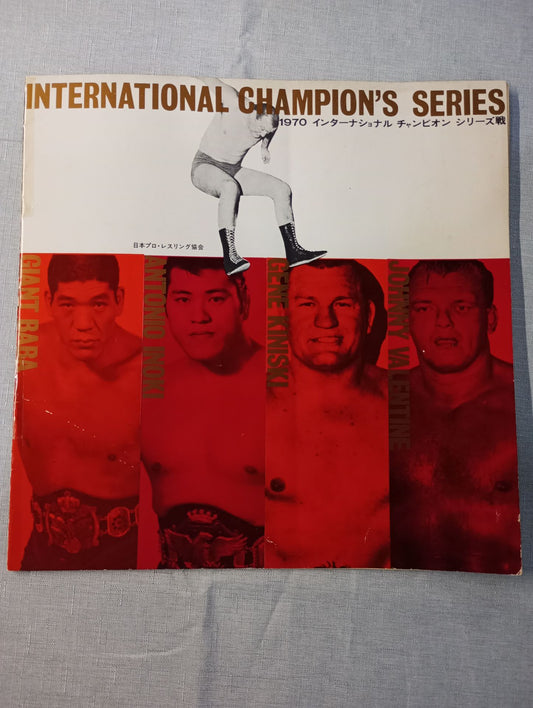 INTERNATIONAL CHAMPION'S SERIES
1970 インターナショナル チャンピオン シリーズ戦
日本プロ・レスリング協会
GIANT BABA
ANTONIO INOKI
GENE KINISKI
JOHNNY VALENTINE